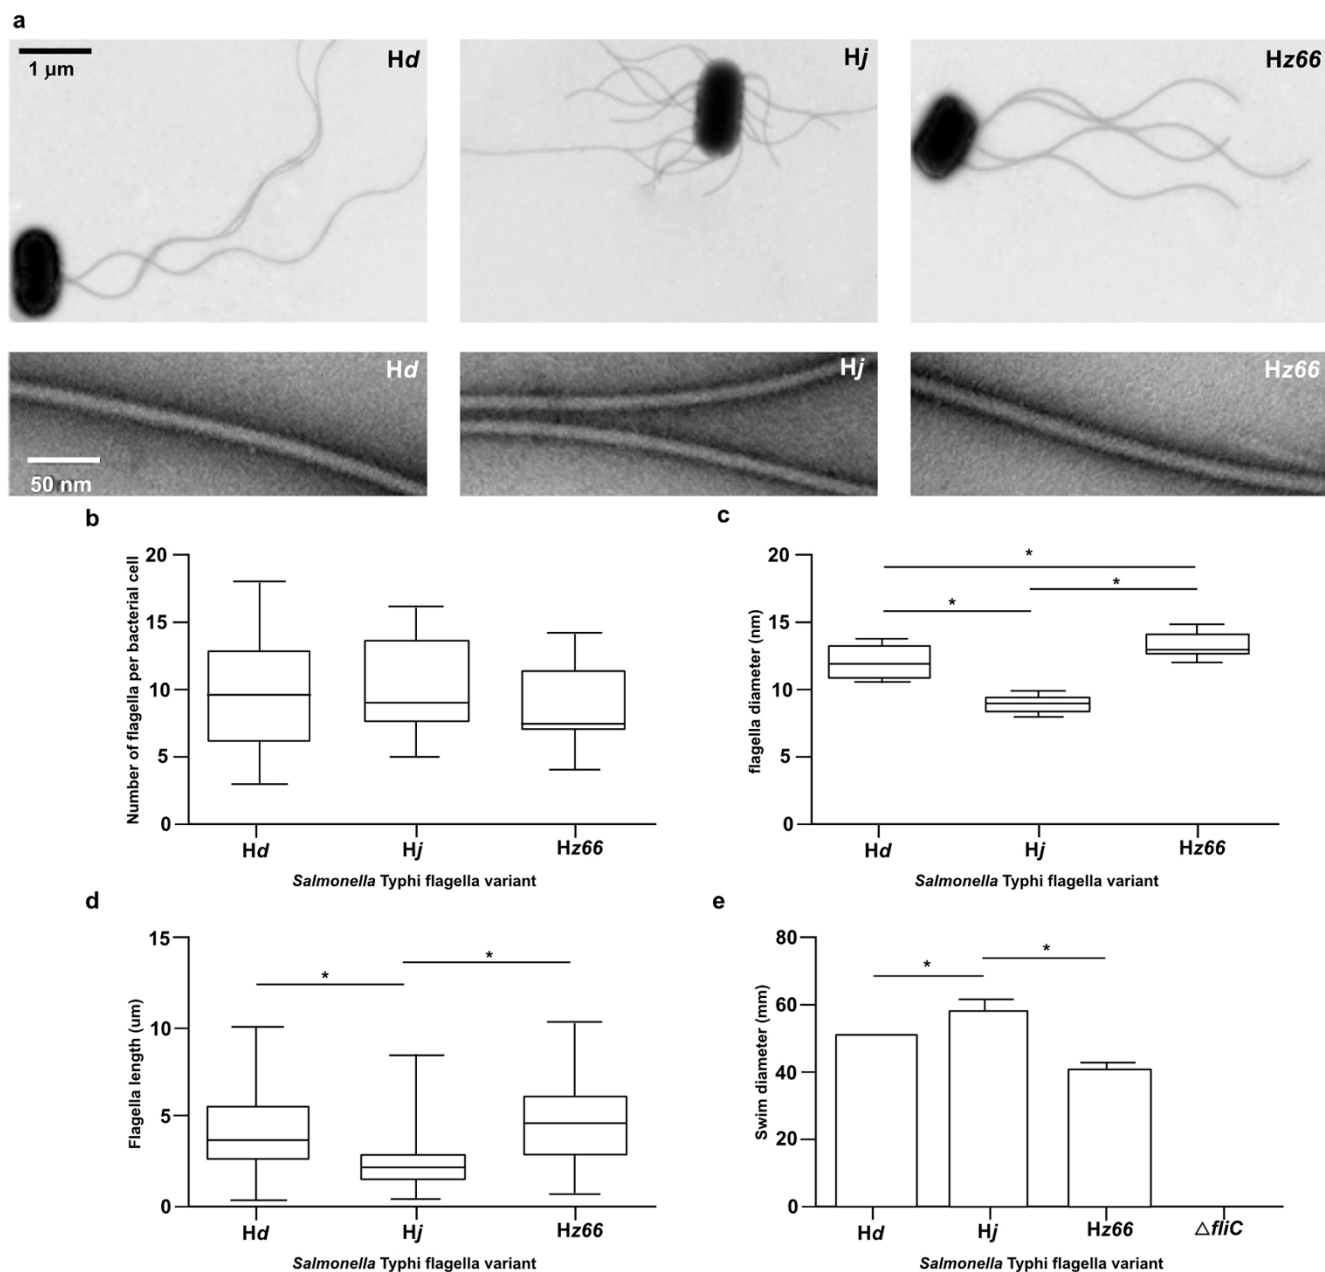 a
Hd
Hj
Hz66
1 µm
Hd
Hj
Hz66
50 nm
b
Number of flagella per bacterial cell
20
15
10
5
0
Hd
Hj
Hz66
Salmonella Typhi flagella variant
c
flagella diameter (nm)
20
15
10
5
0
*
*
*
Hd
Hj
Hz66
Salmonella Typhi flagella variant
d
Flagella length (um)
15
10
5
0
*
*
Hd
Hj
Hz66
Salmonella Typhi flagella variant
e
Swim diameter (mm)
80
60
40
20
0
*
*
Hd
Hj
Hz66
△fliC
Salmonella Typhi flagella variant